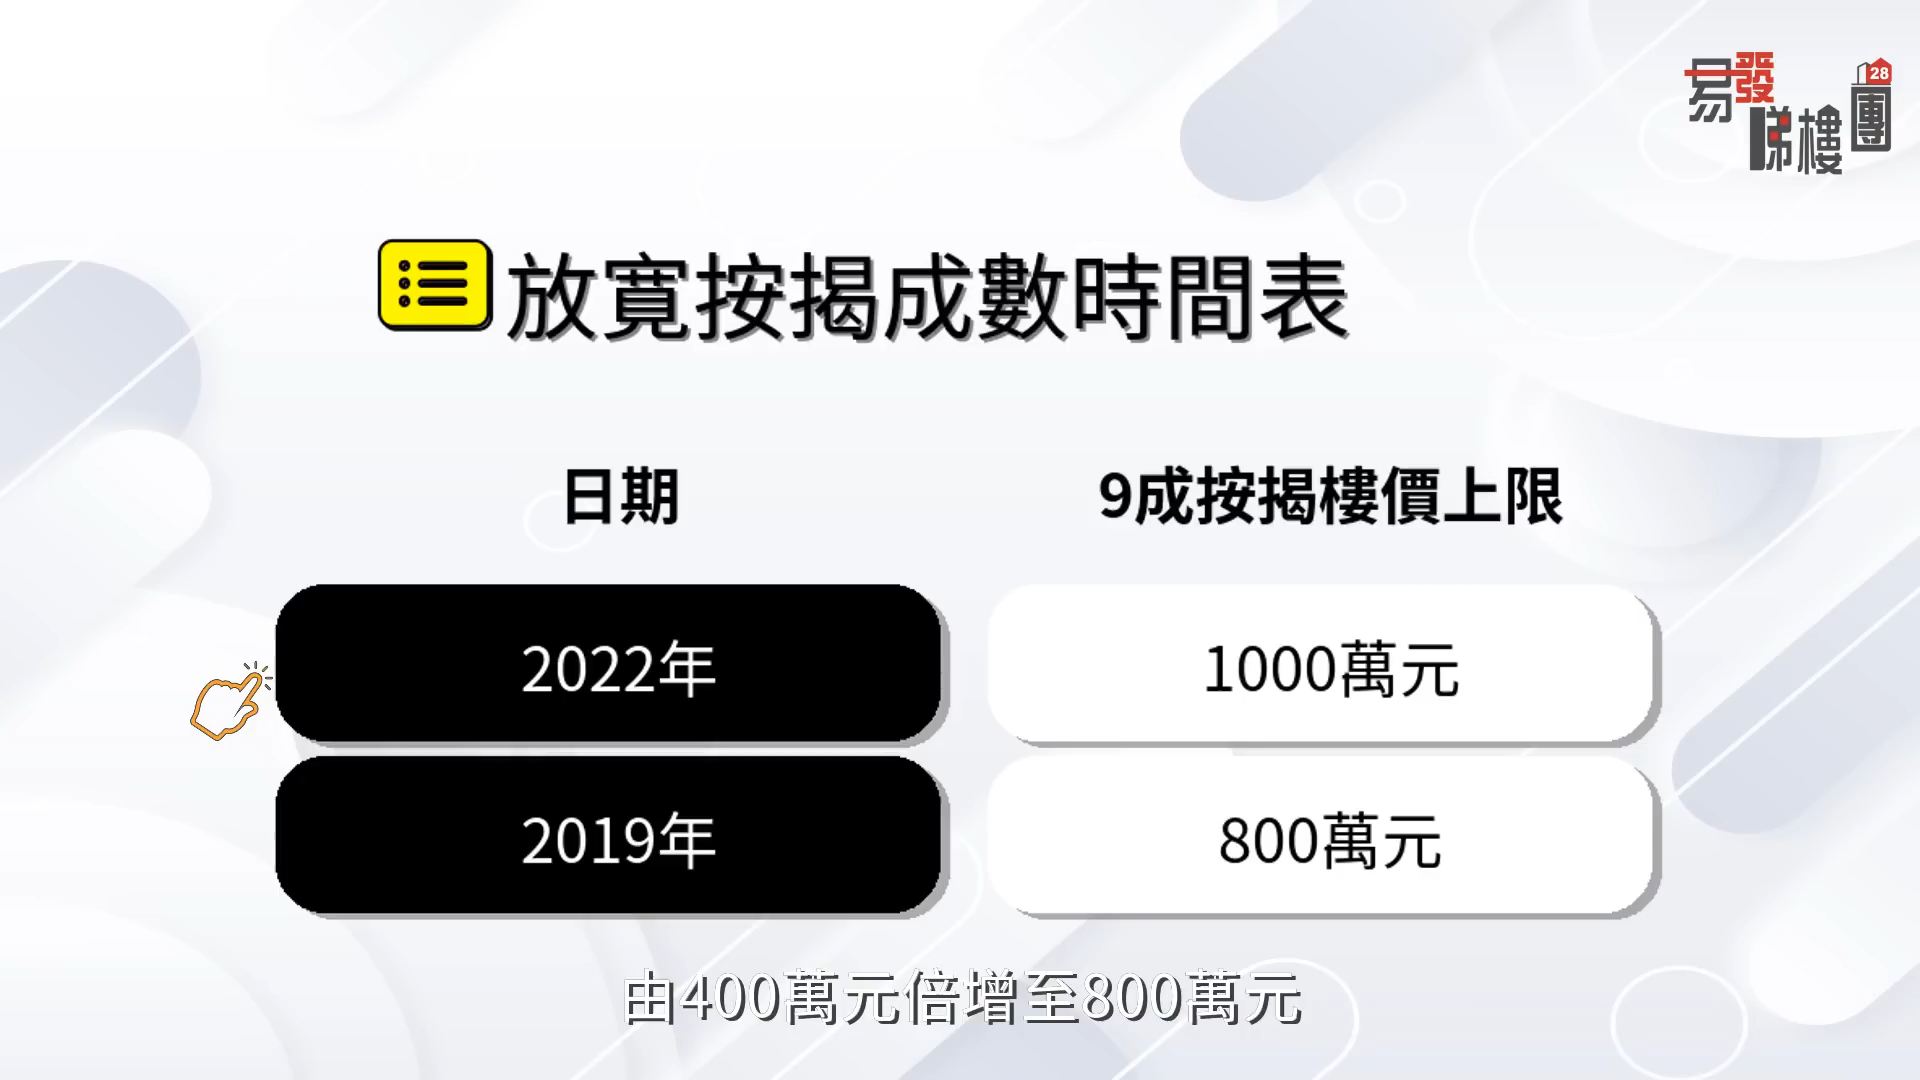 易發睇樓團 28
放寬按揭成數時間表
日期 9成按揭樓價上限
2022年 1000萬元
2019年 800萬元
由400萬元倍增至800萬元